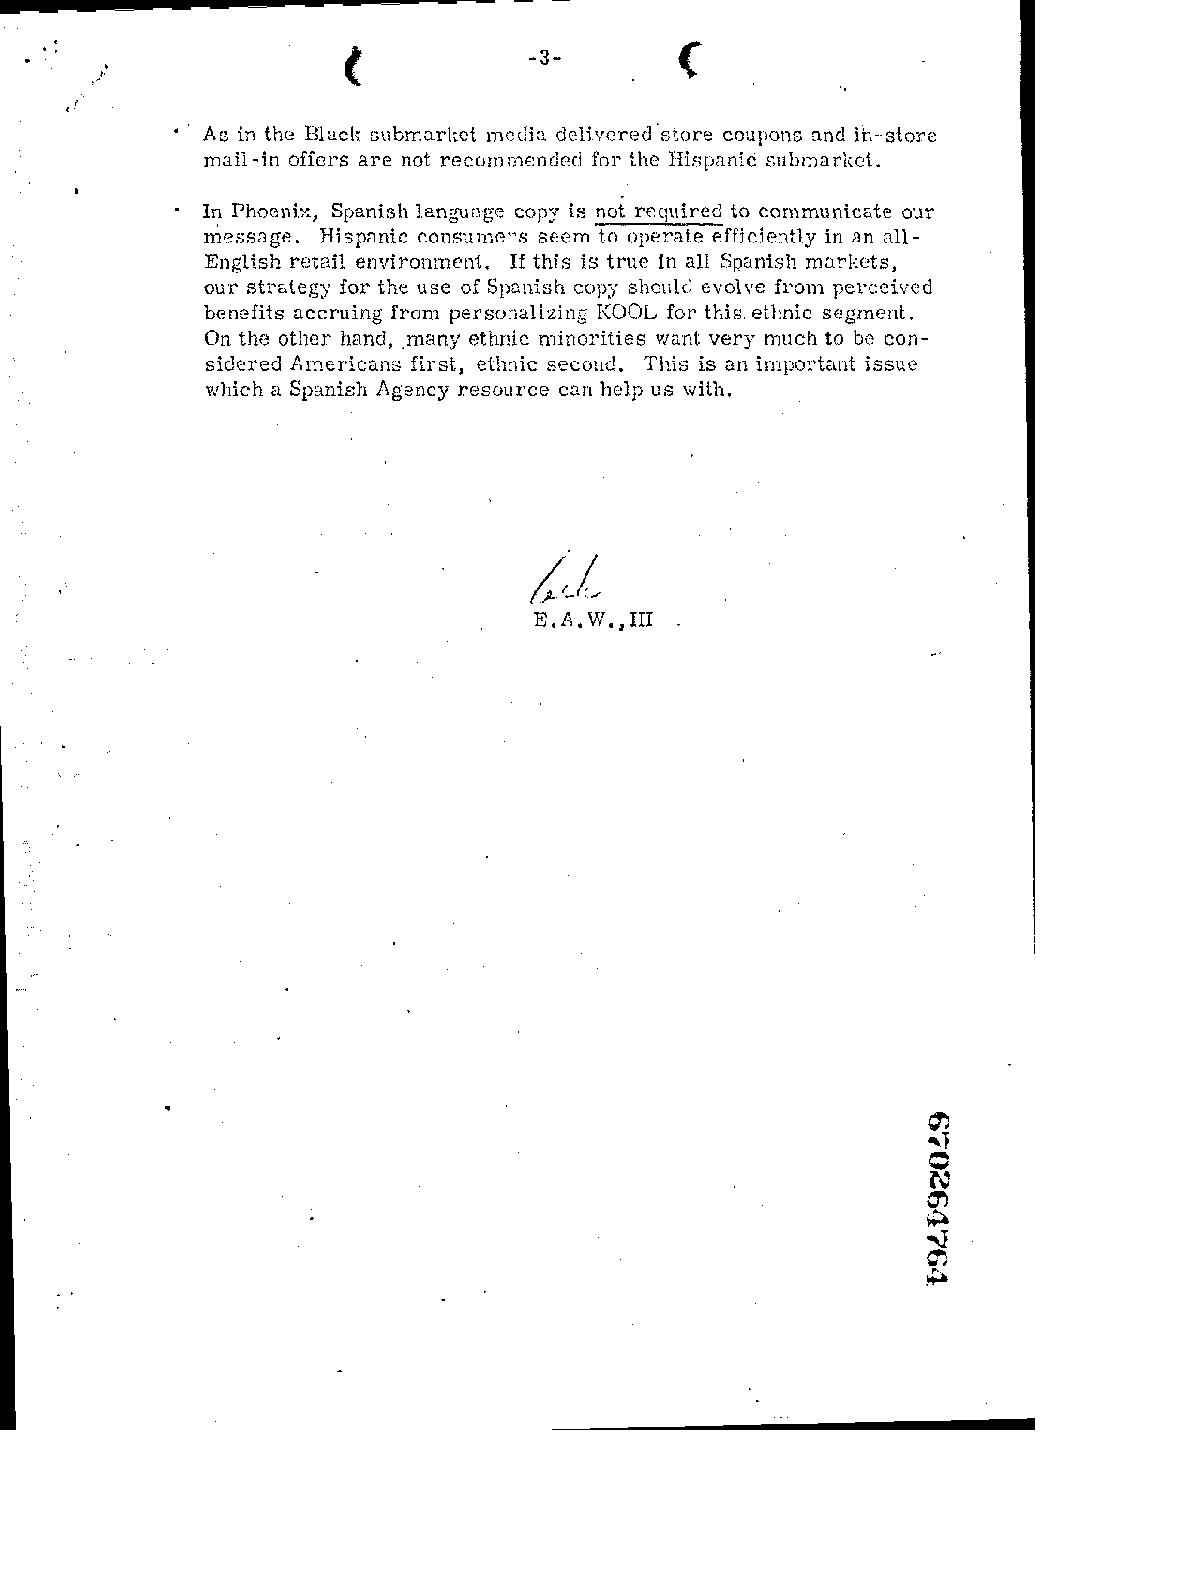 -3-
As in the Black submarket media delivered store coupons and in-store
mail-in offers are not recommended for the Hispanic submarket.
In Phoenix, Spanish language copy is not required to communicate our
message. Hispanic consumers seem to operate efficiently in an all-
English retail environment. If this is true in all Spanish markets,
our strategy for the use of Spanish copy should evolve from perceived
benefits accruing from personalizing KOOL for this ethnic segment.
On the other hand, many ethnic minorities want very much to be con-
sidered Americans first, ethnic second. This is an important issue
which a Spanish Agency resource can help us with.
E.A.W.,III
670264764